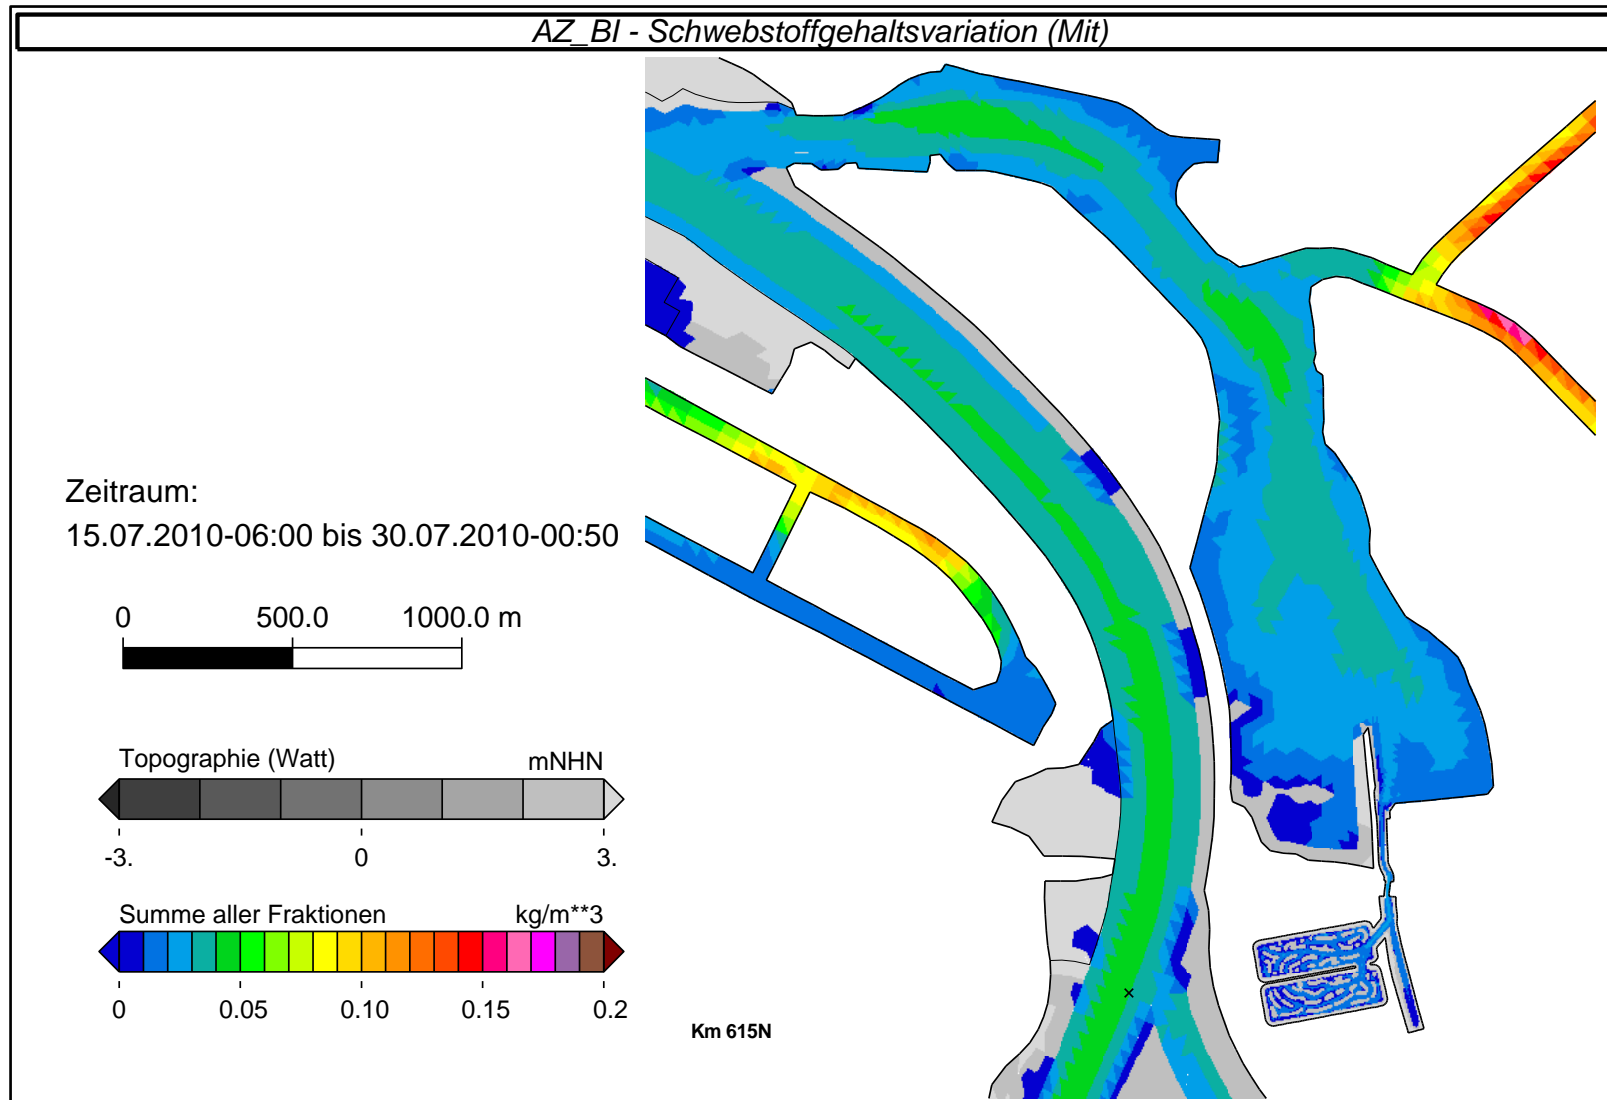 AZ_BI - Schwebstoffgehaltsvariation (Mit)
Zeitraum:
15.07.2010-06:00 bis 30.07.2010-00:50
0 500.0 1000.0 m
Topographie (Watt) mNHN
-3. 0 3.
Summe aller Fraktionen kg/m**3
0 0.05 0.10 0.15 0.2
Km 615N